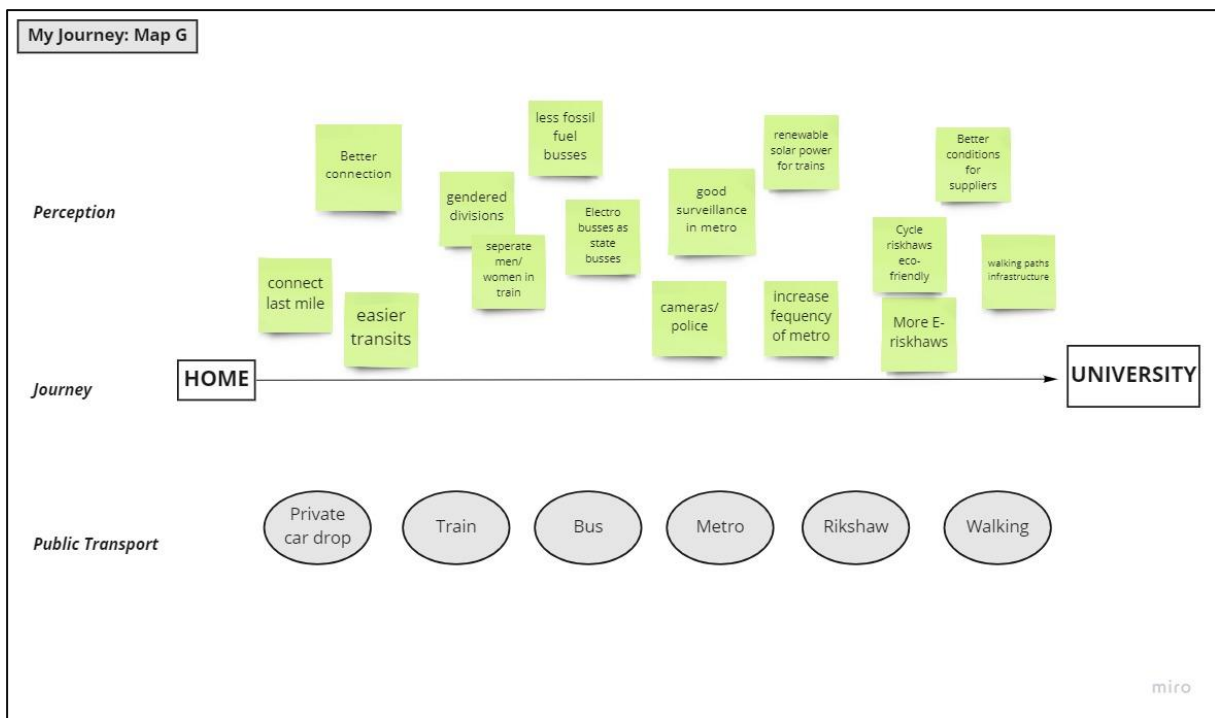 My Journey: Map G
Perception
Better
connection
connect
last mile
easier
transits
gendered
divisions
seperate
men/
women in
train
less fossil
fuel
busses
Electro
busses as
state
busses
good
surveillance
in metro
cameras/
police
renewable
solar power
for trains
increase
fequency
of metro
Better
conditions
for
suppliers
Cycle
riskhaws
eco-
friendly
More E-
riskhaws
walking paths
infrastructure
Journey
HOME
UNIVERSITY
Public Transport
Private
car drop
Train
Bus
Metro
Rikshaw
Walking
miro